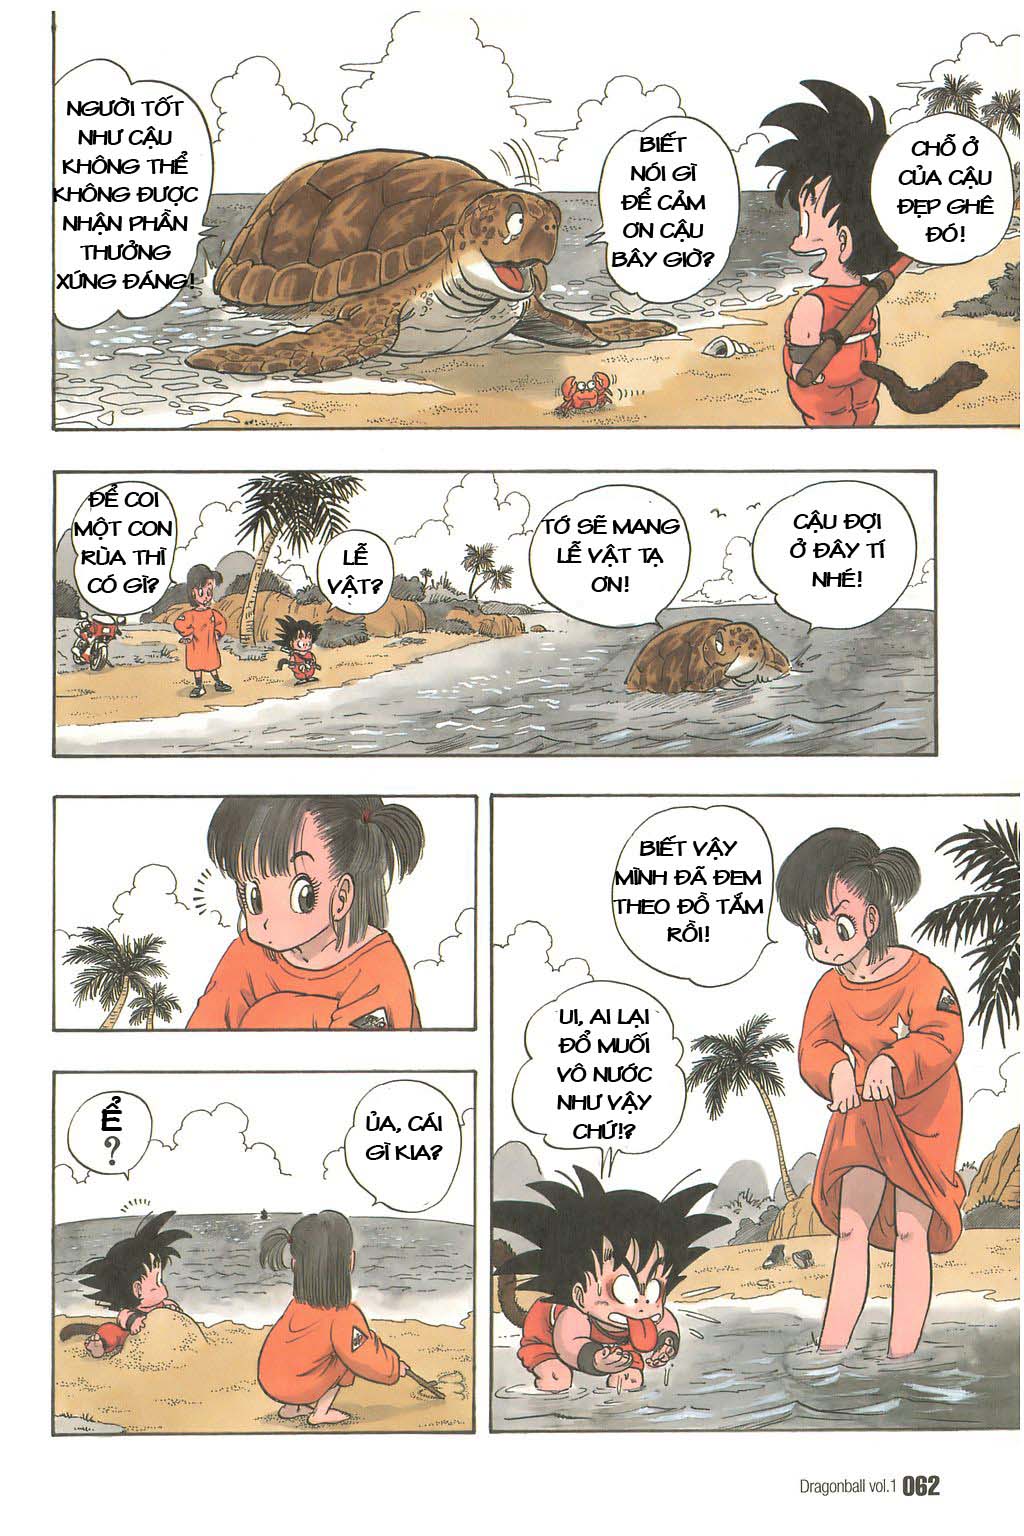 CHỖ Ở
CỦA CẬU
ĐẸP GHÊ
ĐÓ!
BIẾT
NÓI GÌ
ĐỂ CẢM
ƠN CẬU
BÂY GIỜ?
NGƯỜI TỐT
NHƯ CẬU
KHÔNG THỂ
KHÔNG ĐƯỢC
NHẬN PHẦN
THƯỞNG
XỨNG ĐÁNG!
CẬU ĐỢI
Ở ĐÂY TÍ
NHÉ!
TỚ SẼ MANG
LỄ VẬT TẠ
ƠN!
LỄ
VẬT?
ĐỂ COI
MỘT CON
RÙA THÌ
CÓ GÌ?
BIẾT VẬY
MÌNH ĐÃ ĐEM
THEO ĐỒ TẮM
RỒI!
UI, AI LẠI
ĐỔ MUỐI
VÔ NƯỚC
NHƯ VẬY
CHỨ!?
ỦA, CÁI
GÌ KIA?
Ể
?
Dragonball vol.1 062